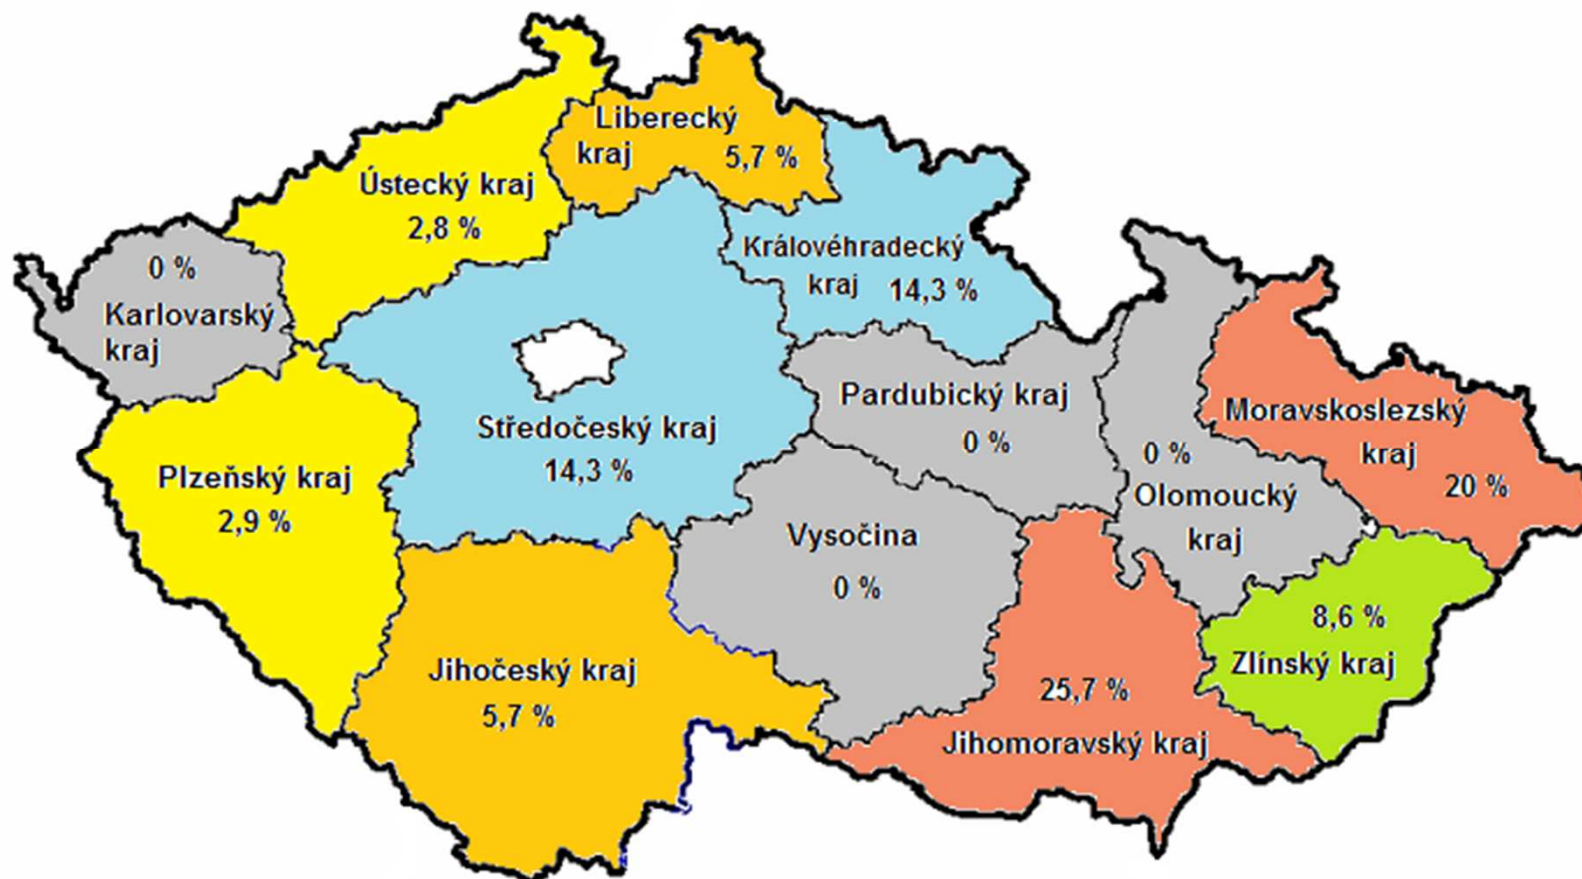 Liberecký
kraj 5,7 %
Ústecký kraj
2,8 %
Královéhradecký
kraj 14,3 %
0 %
Karlovarský
kraj
Středočeský kraj
14,3 %
Pardubický kraj
0 %
Moravskoslezský
kraj
20 %
0 %
Olomoucký
kraj
Plzeňský kraj
2,9 %
Vysočina
0 %
8,6 %
Zlínský kraj
Jihočeský kraj
5,7 %
25,7 %
Jihomoravský kraj